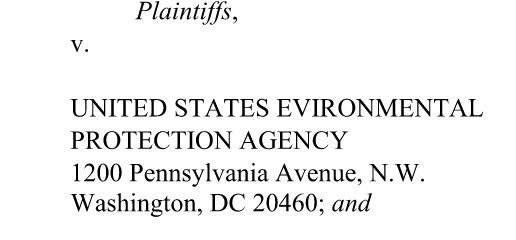 Plaintiffs,
v.
UNITED STATES EVIRONMENTAL
PROTECTION AGENCY
1200 Pennsylvania Avenue, N.W.
Washington, DC 20460; and